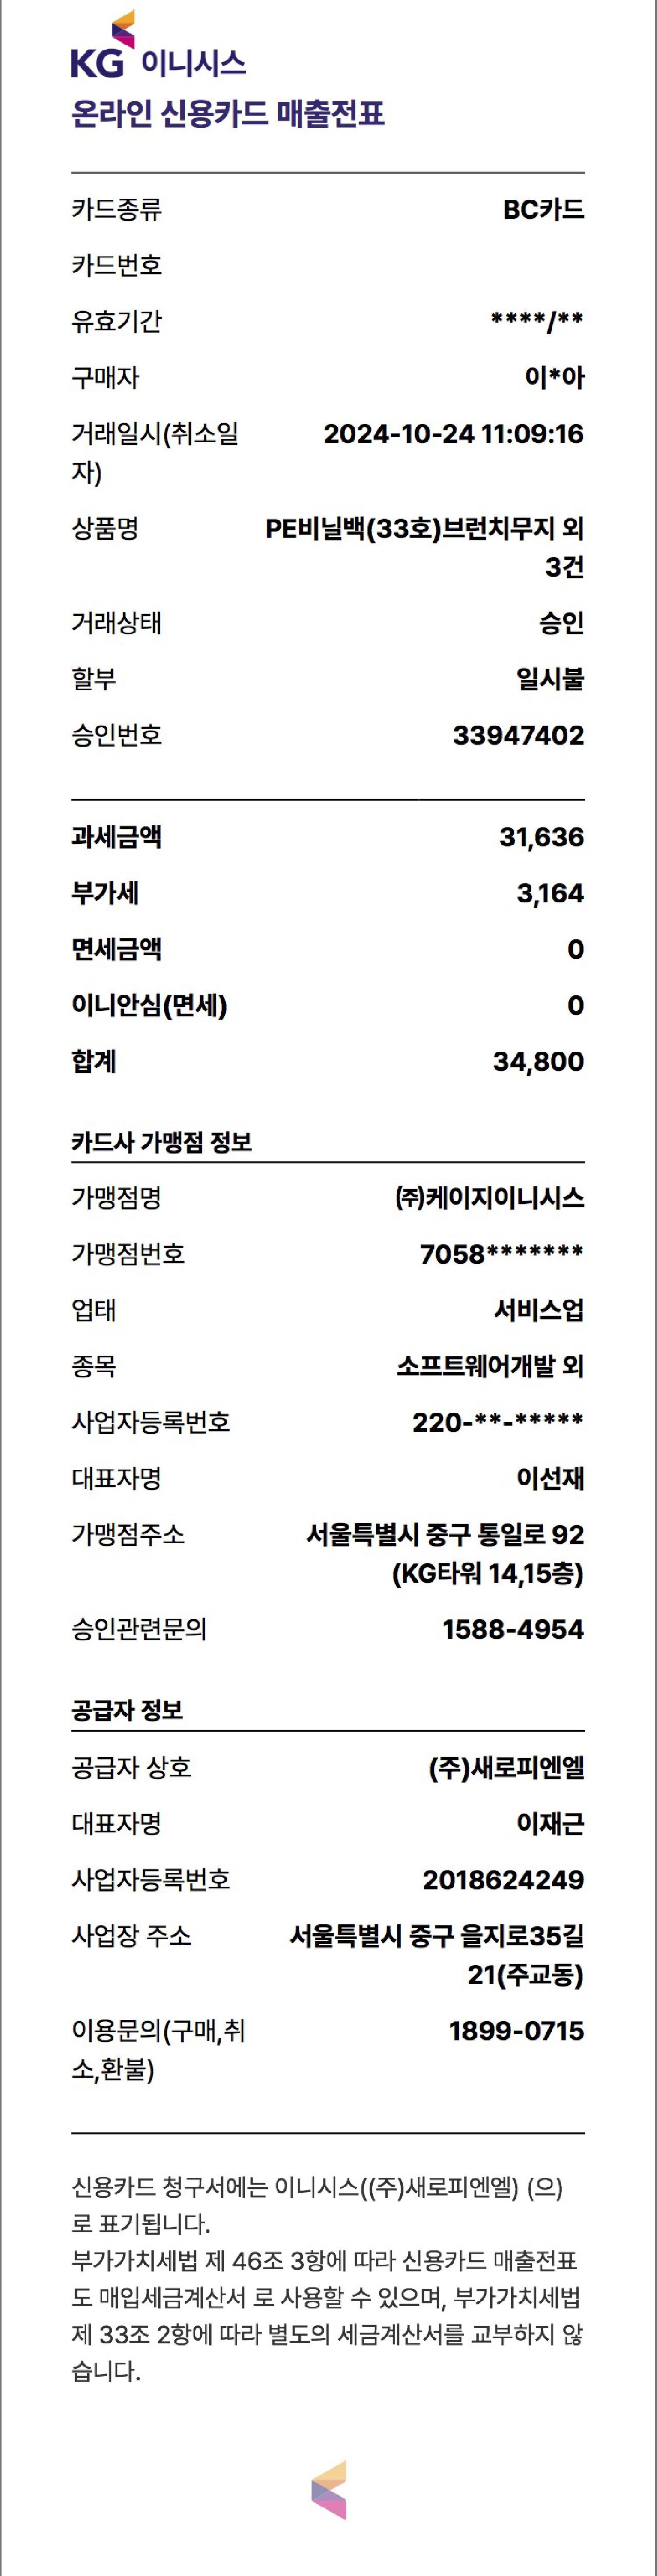 KG 이니시스
온라인 신용카드 매출전표
카드종류 BC카드
카드번호
유효기간 ****/**
구매자 이*아
거래일시(취소일 2024-10-24 11:09:16
자)
상품명 PE비닐백(33호)브런치무지 외
3건
거래상태 승인
할부 일시불
승인번호 33947402
과세금액 31,636
부가세 3,164
면세금액 0
이니안심(면세) 0
합계 34,800
카드사 가맹점 정보
가맹점명 ㈜케이지이니시스
가맹점번호 7058*******
업태 서비스업
종목 소프트웨어개발 외
사업자등록번호 220-**-*****
대표자명 이선재
가맹점주소 서울특별시 중구 통일로 92
(KG타워 14,15층)
승인관련문의 1588-4954
공급자 정보
공급자 상호 (주)새로피엔엘
대표자명 이재근
사업자등록번호 2018624249
사업장 주소 서울특별시 중구 을지로35길
21(주교동)
이용문의(구매,취 1899-0715
소,환불)
신용카드 청구서에는 이니시스((주)새로피엔엘) (으)
로 표기됩니다.
부가가치세법 제 46조 3항에 따라 신용카드 매출전표
도 매입세금계산서 로 사용할 수 있으며, 부가가치세법
제 33조 2항에 따라 별도의 세금계산서를 교부하지 않
습니다.